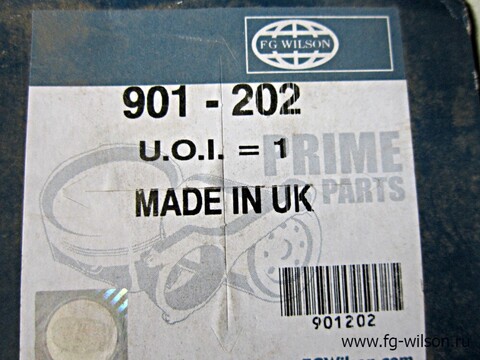 FG WILSON
901 - 202
U.O.I. = 1
PRIME
PARTS
MADE IN UK
901202
www.fg-wilson.ru